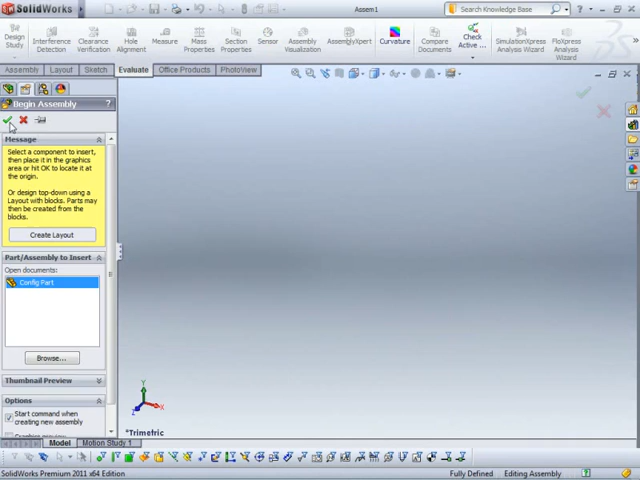 SolidWorks
Assem1
Search Knowledge Base
Design Study
Interference Detection
Clearance Verification
Hole Alignment
Measure
Mass Properties
Section Properties
Sensor
Assembly Visualization
AssemblyXpert
Curvature
Compare Documents
Check Active ...
SimulationXpress Analysis Wizard
FloXpress Analysis Wizard
Assembly
Layout
Sketch
Evaluate
Office Products
PhotoView
Begin Assembly
?
Message
Select a component to insert,
then place it in the graphics
area or hit OK to locate it at
the origin.
Or design top-down using a
Layout with blocks. Parts may
then be created from the
blocks.
Create Layout
Part/Assembly to Insert
Open documents:
Config Part
Browse...
Thumbnail Preview
Options
Start command when
creating new assembly
Y
X
Z
*Trimetric
Model
Motion Study 1
SolidWorks Premium 2011 x64 Edition
Fully Defined
Editing Assembly